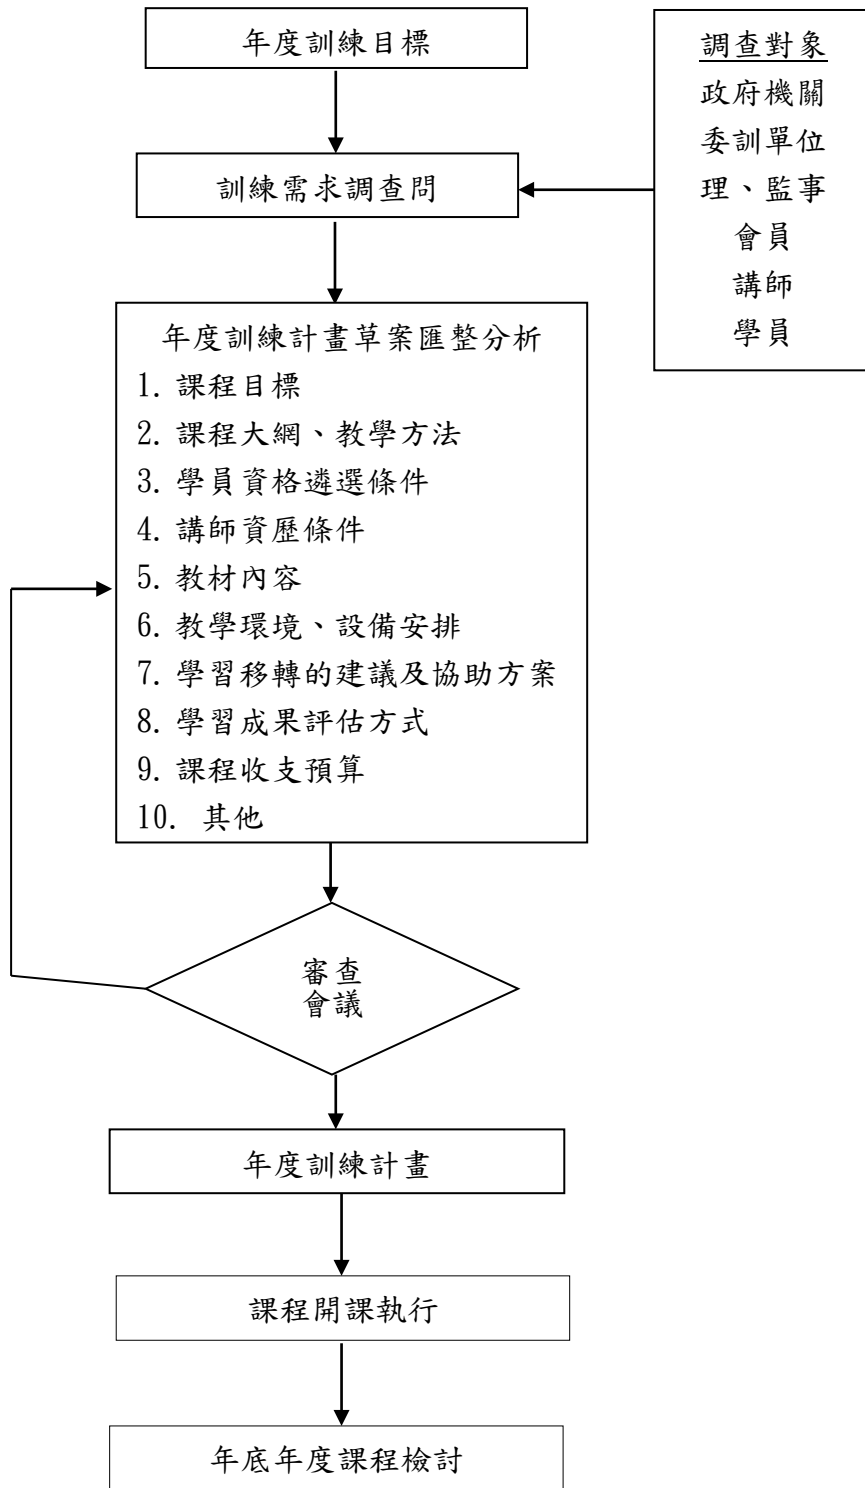 年度訓練目標
調查對象
政府機關
委訓單位
理、監事
會員
講師
學員
訓練需求調查問
年度訓練計畫草案匯整分析
1. 課程目標
2. 課程大網、教學方法
3. 學員資格遴選條件
4. 講師資歷條件
5. 教材內容
6. 教學環境、設備安排
7. 學習移轉的建議及協助方案
8. 學習成果評估方式
9. 課程收支預算
10. 其他
審查
會議
年度訓練計畫
課程開課執行
年底年度課程檢討